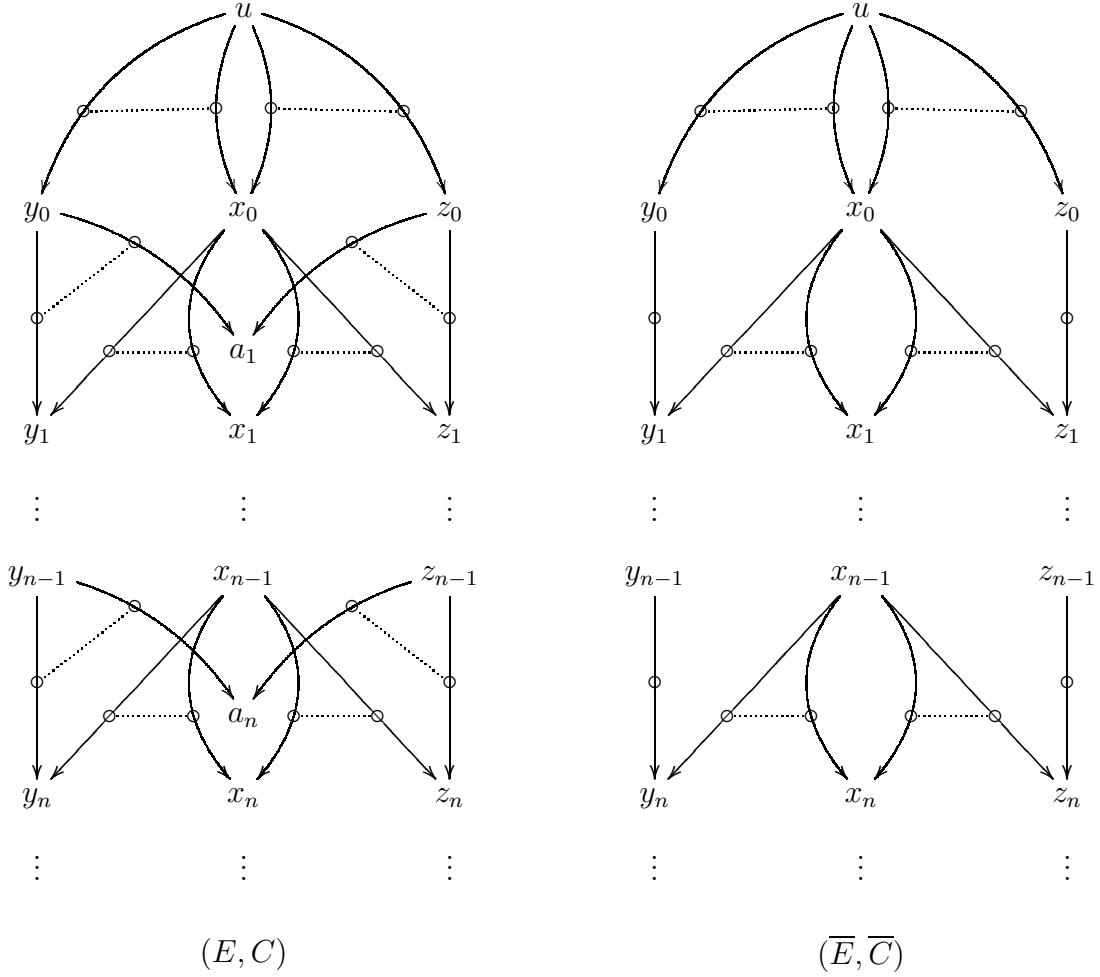 u u
y₀ x₀ z₀ y₀ x₀ z₀
a₁
y₁ x₁ z₁ y₁ x₁ z₁
⋮ ⋮ ⋮ ⋮ ⋮ ⋮
yₙ₋₁ xₙ₋₁ zₙ₋₁ yₙ₋₁ xₙ₋₁ zₙ₋₁
aₙ
yₙ xₙ zₙ yₙ xₙ zₙ
⋮ ⋮ ⋮ ⋮ ⋮ ⋮
(E, C) (E̅, C̅)